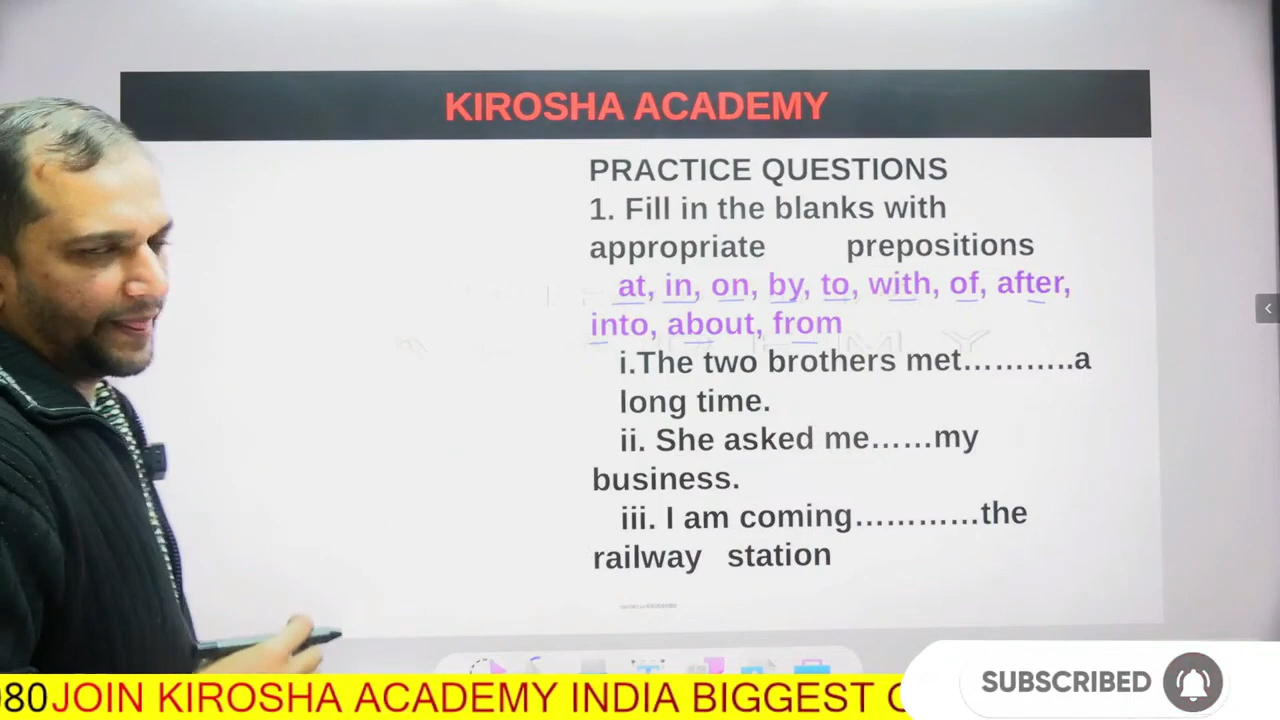 KIROSHA ACADEMY
PRACTICE QUESTIONS
1. Fill in the blanks with
appropriate prepositions
at, in, on, by, to, with, of, after,
into, about, from
i.The two brothers met………..a
long time.
ii. She asked me……my
business.
iii. I am coming…………the
railway station
SUBSCRIBED
080 JOIN KIROSHA ACADEMY INDIA BIGGEST